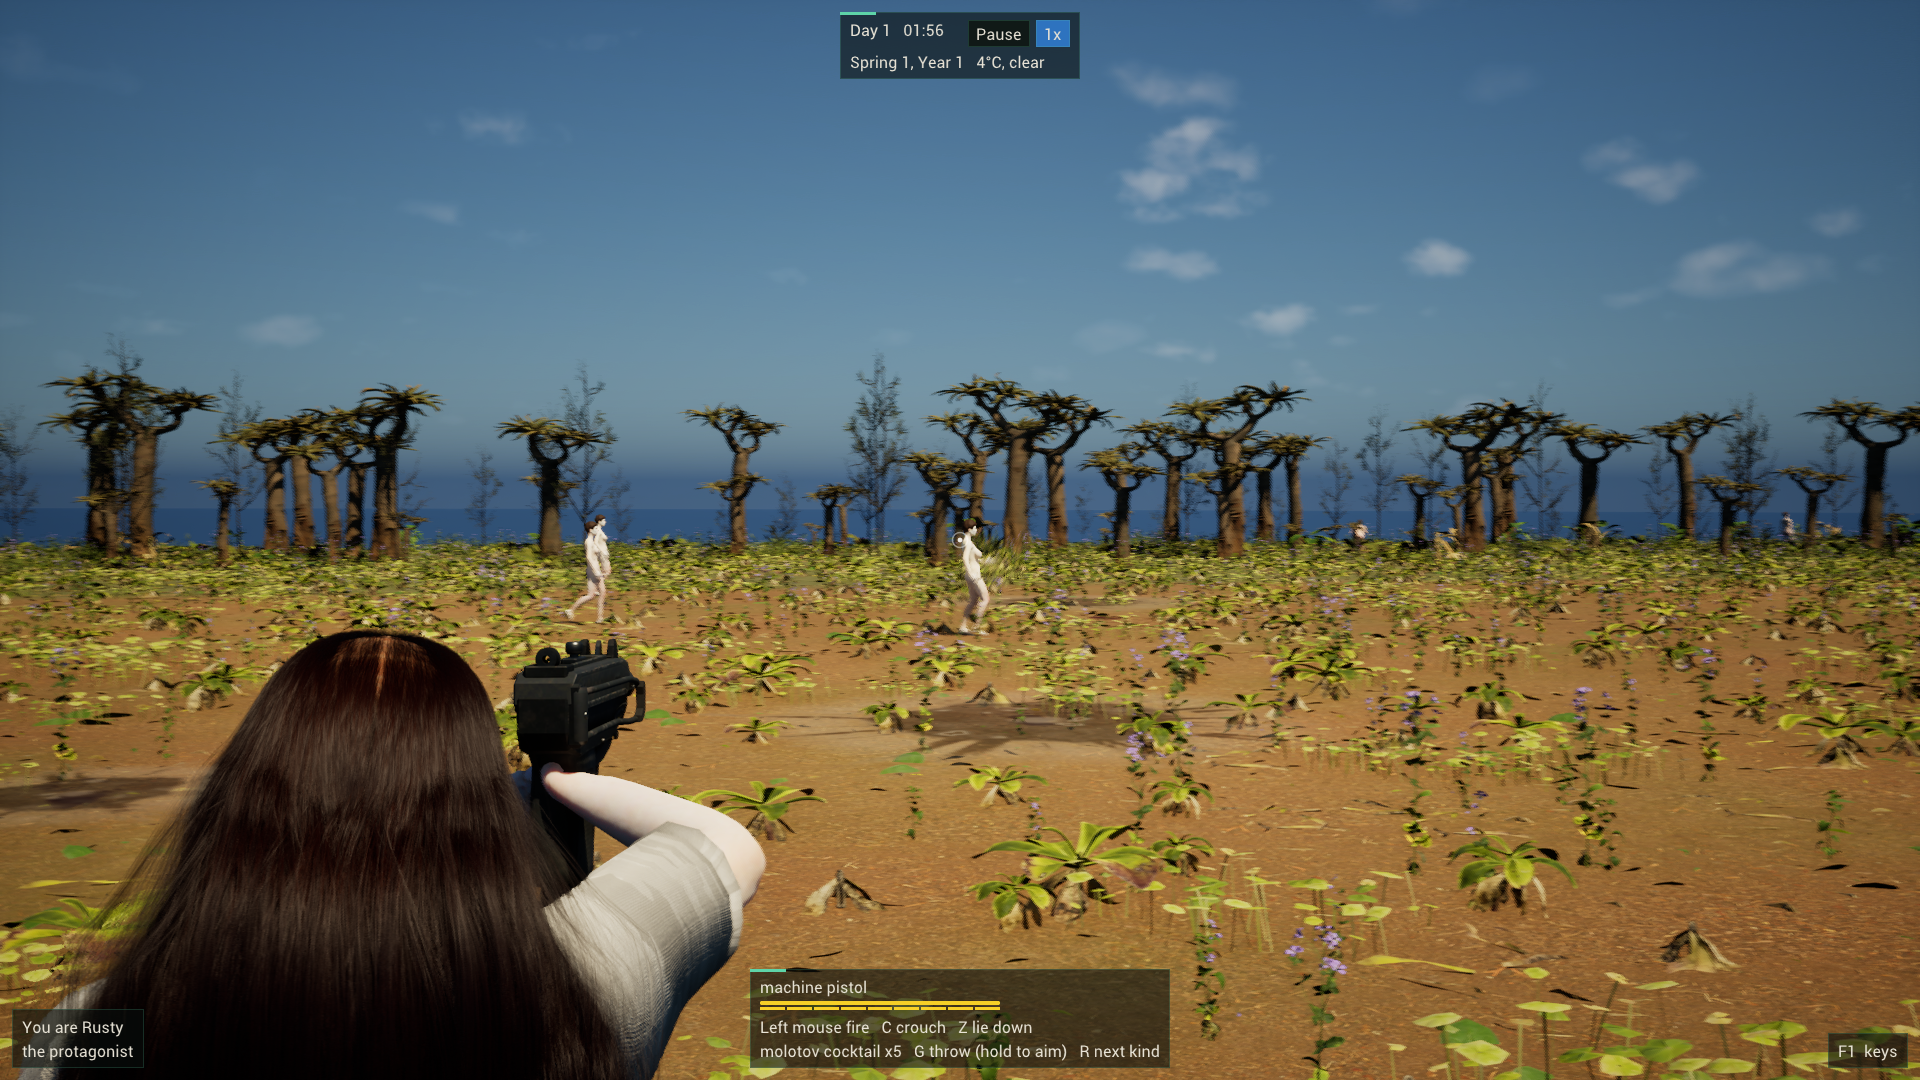 Day 1 01:56 Pause 1x
Spring 1, Year 1 4°C, clear
You are Rusty
the protagonist
machine pistol
Left mouse fire C crouch Z lie down
molotov cocktail x5 G throw (hold to aim) R next kind
F1 keys